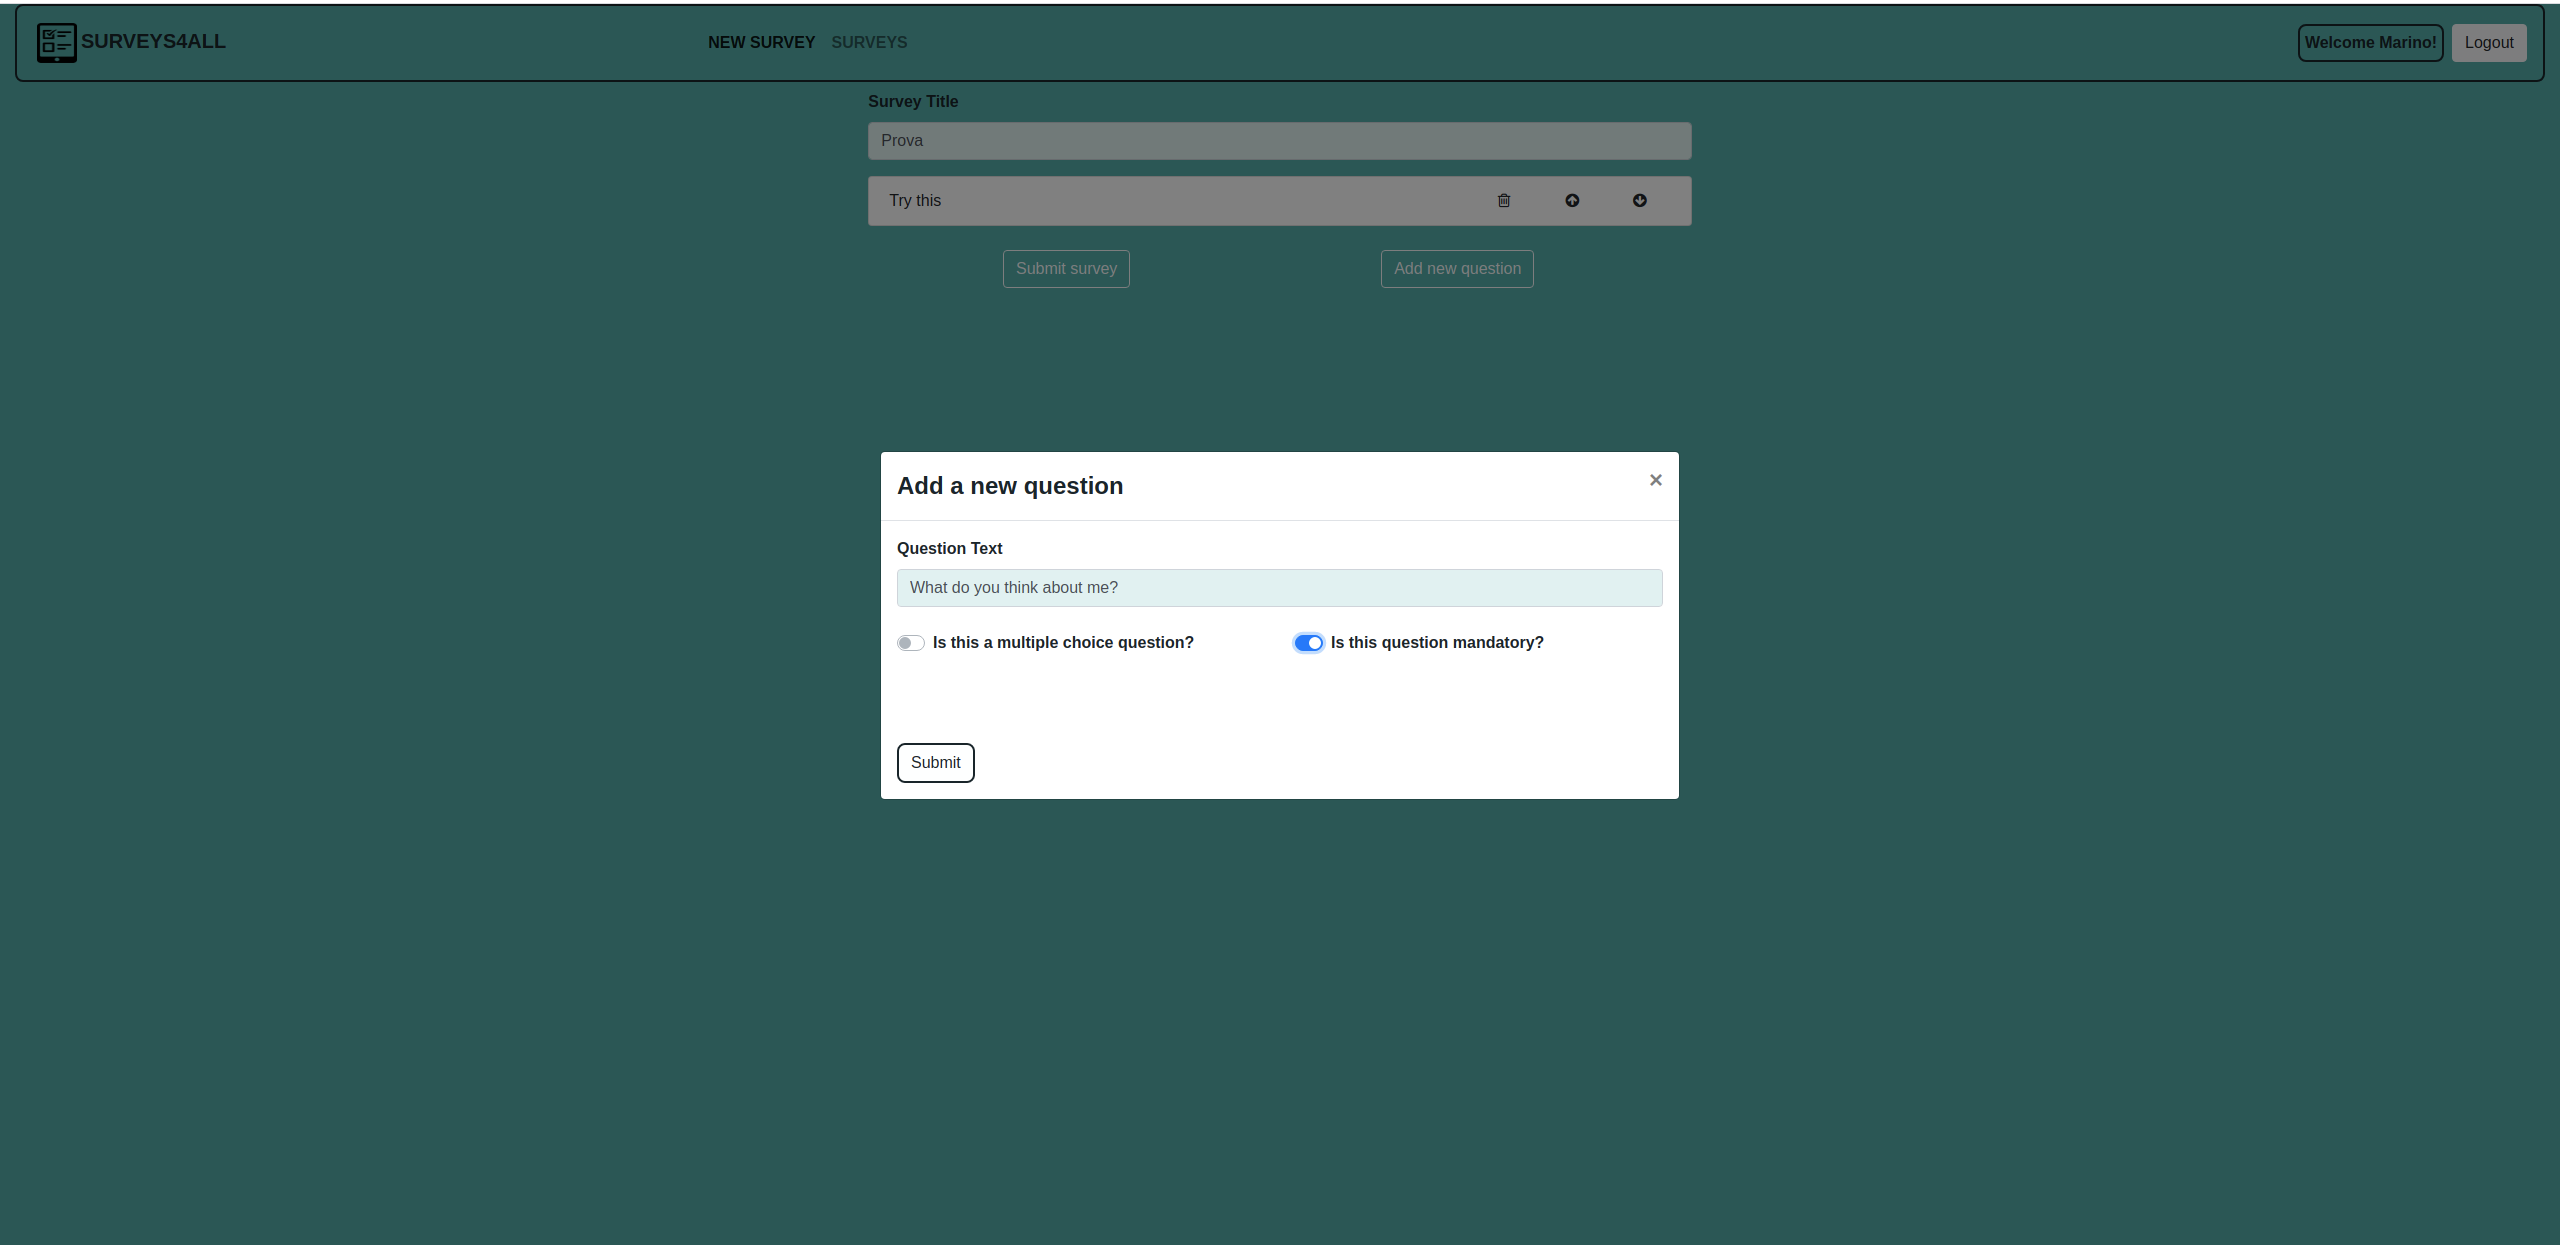 SURVEYS4ALL NEW SURVEY SURVEYS Welcome Marino! Logout
Survey Title
Prova
Try this
Submit survey Add new question
Add a new question ×
Question Text
What do you think about me?
Is this a multiple choice question? Is this question mandatory?
Submit